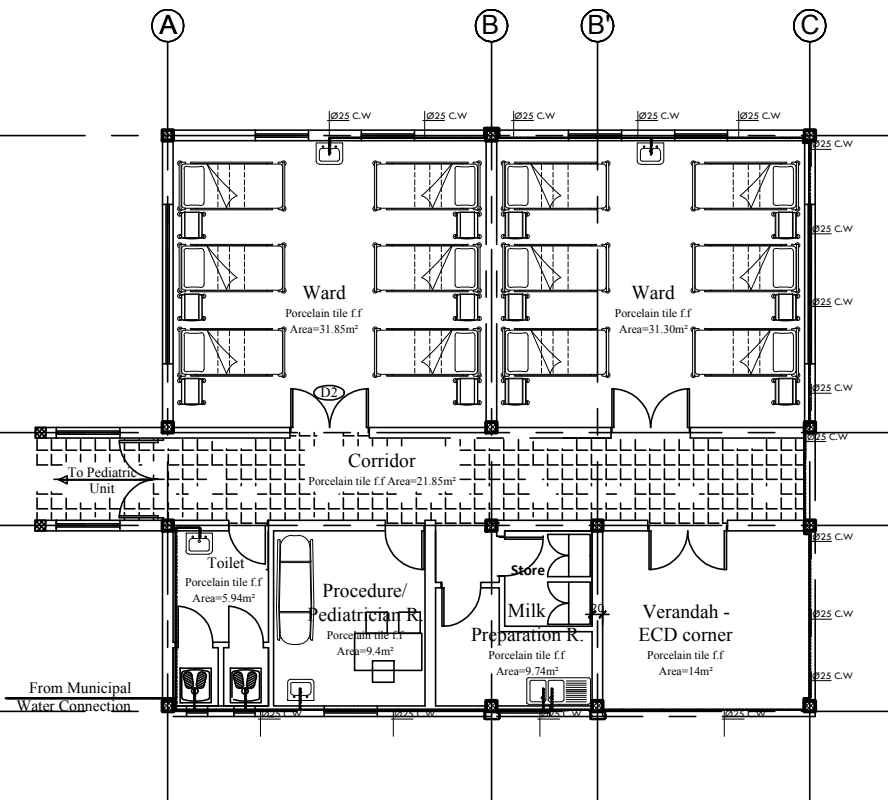 A
B
B'
C
Ø25 C.W
Ø25 C.W
Ø25 C.W
Ø25 C.W
Ø25 C.W
Ø25 C.W
Ø25 C.W
Ø25 C.W
Ø25 C.W
Ward
Porcelain tile f.f
Area=31.85m²
Ward
Porcelain tile f.f
Area=31.30m²
D2
Ø25 C.W
Corridor
Porcelain tile f.f Area=21.85m²
To Pediatric
Unit
Ø25 C.W
Toilet
Porcelain tile f.f
Area=5.94m²
Procedure/
Pediatrician R.
Porcelain tile f.f
Area=9.4m²
Store
Milk
Preparation R.
Porcelain tile f.f
Area=9.74m²
20
Verandah -
ECD corner
Porcelain tile f.f
Area=14m²
Ø25 C.W
Ø25 C.W
From Municipal
Water Connection
Ø25 C.W
Ø25 C.W
Ø25 C.W
Ø25 C.W